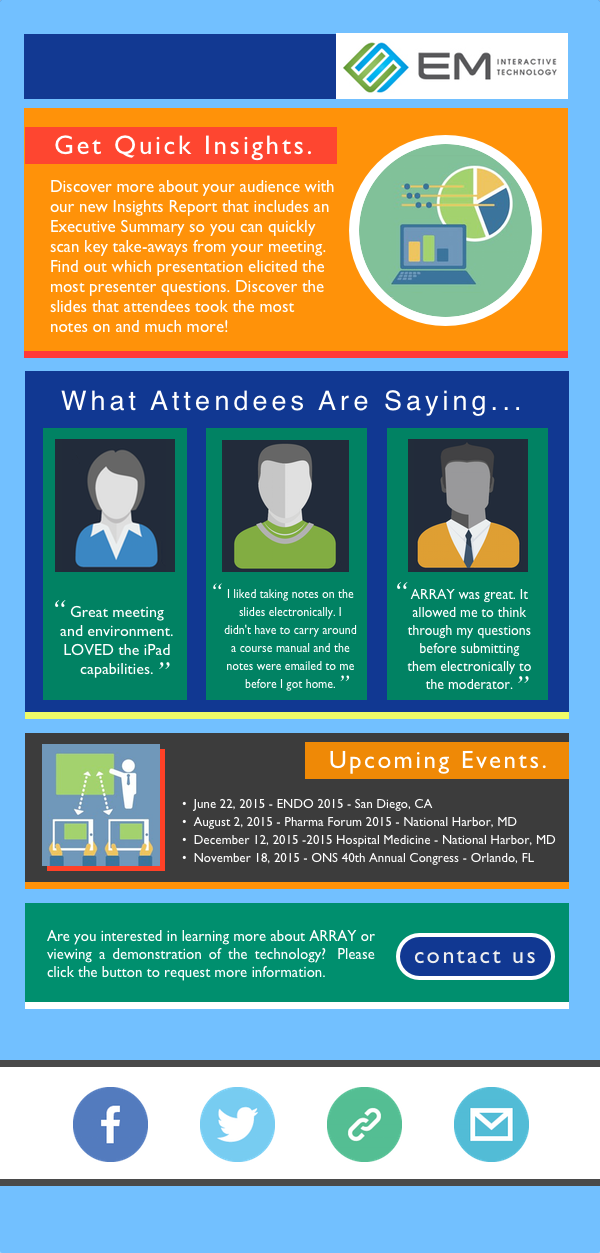 EM INTERACTIVE
TECHNOLOGY
Get Quick Insights.
Discover more about your audience with
our new Insights Report that includes an
Executive Summary so you can quickly
scan key take-aways from your meeting.
Find out which presentation elicited the
most presenter questions. Discover the
slides that attendees took the most
notes on and much more!
What Attendees Are Saying...
“ Great meeting
and environment.
LOVED the iPad
capabilities. ”
“ I liked taking notes on the
slides electronically. I
didn't have to carry around
a course manual and the
notes were emailed to me
before I got home. ”
“ ARRAY was great. It
allowed me to think
through my questions
before submitting
them electronically to
the moderator. ”
Upcoming Events.
• June 22, 2015 - ENDO 2015 - San Diego, CA
• August 2, 2015 - Pharma Forum 2015 - National Harbor, MD
• December 12, 2015 -2015 Hospital Medicine - National Harbor, MD
• November 18, 2015 - ONS 40th Annual Congress - Orlando, FL
Are you interested in learning more about ARRAY or
viewing a demonstration of the technology? Please
click the button to request more information.
contact us